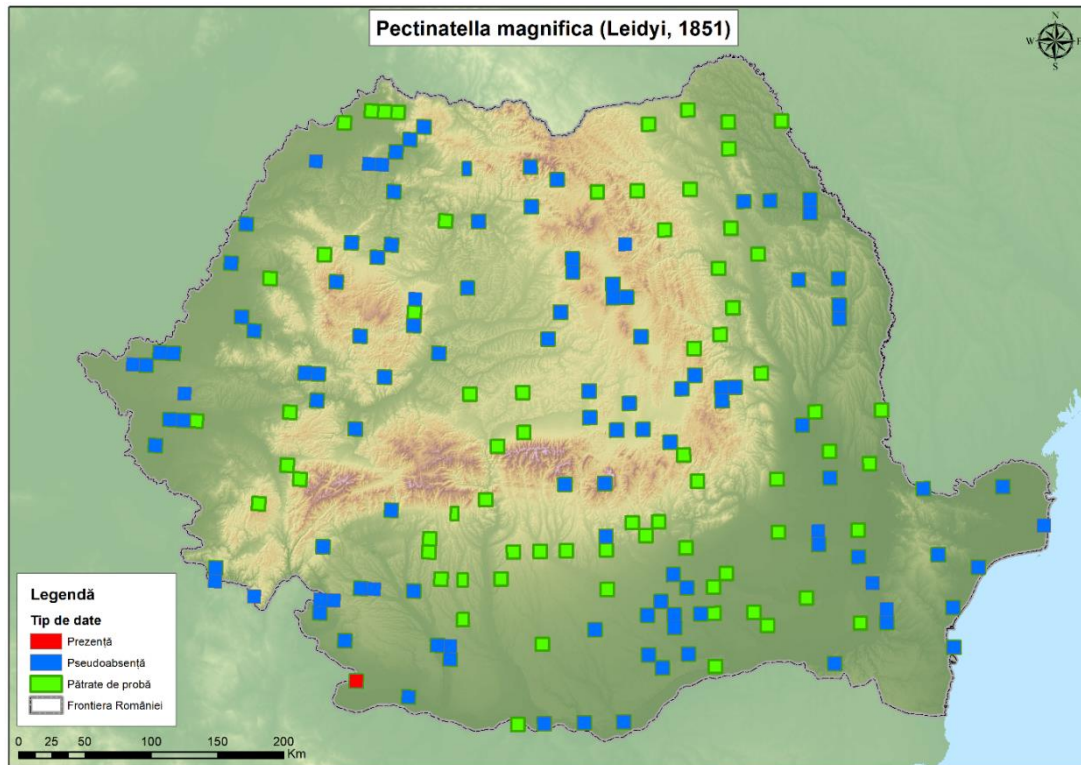 Pectinatella magnifica (Leidyi, 1851)
N
W E
S
Legendă
Tip de date
Prezență
Pseudoabsență
Pătrate de probă
Frontiera României
0 25 50 100 150 200
Km